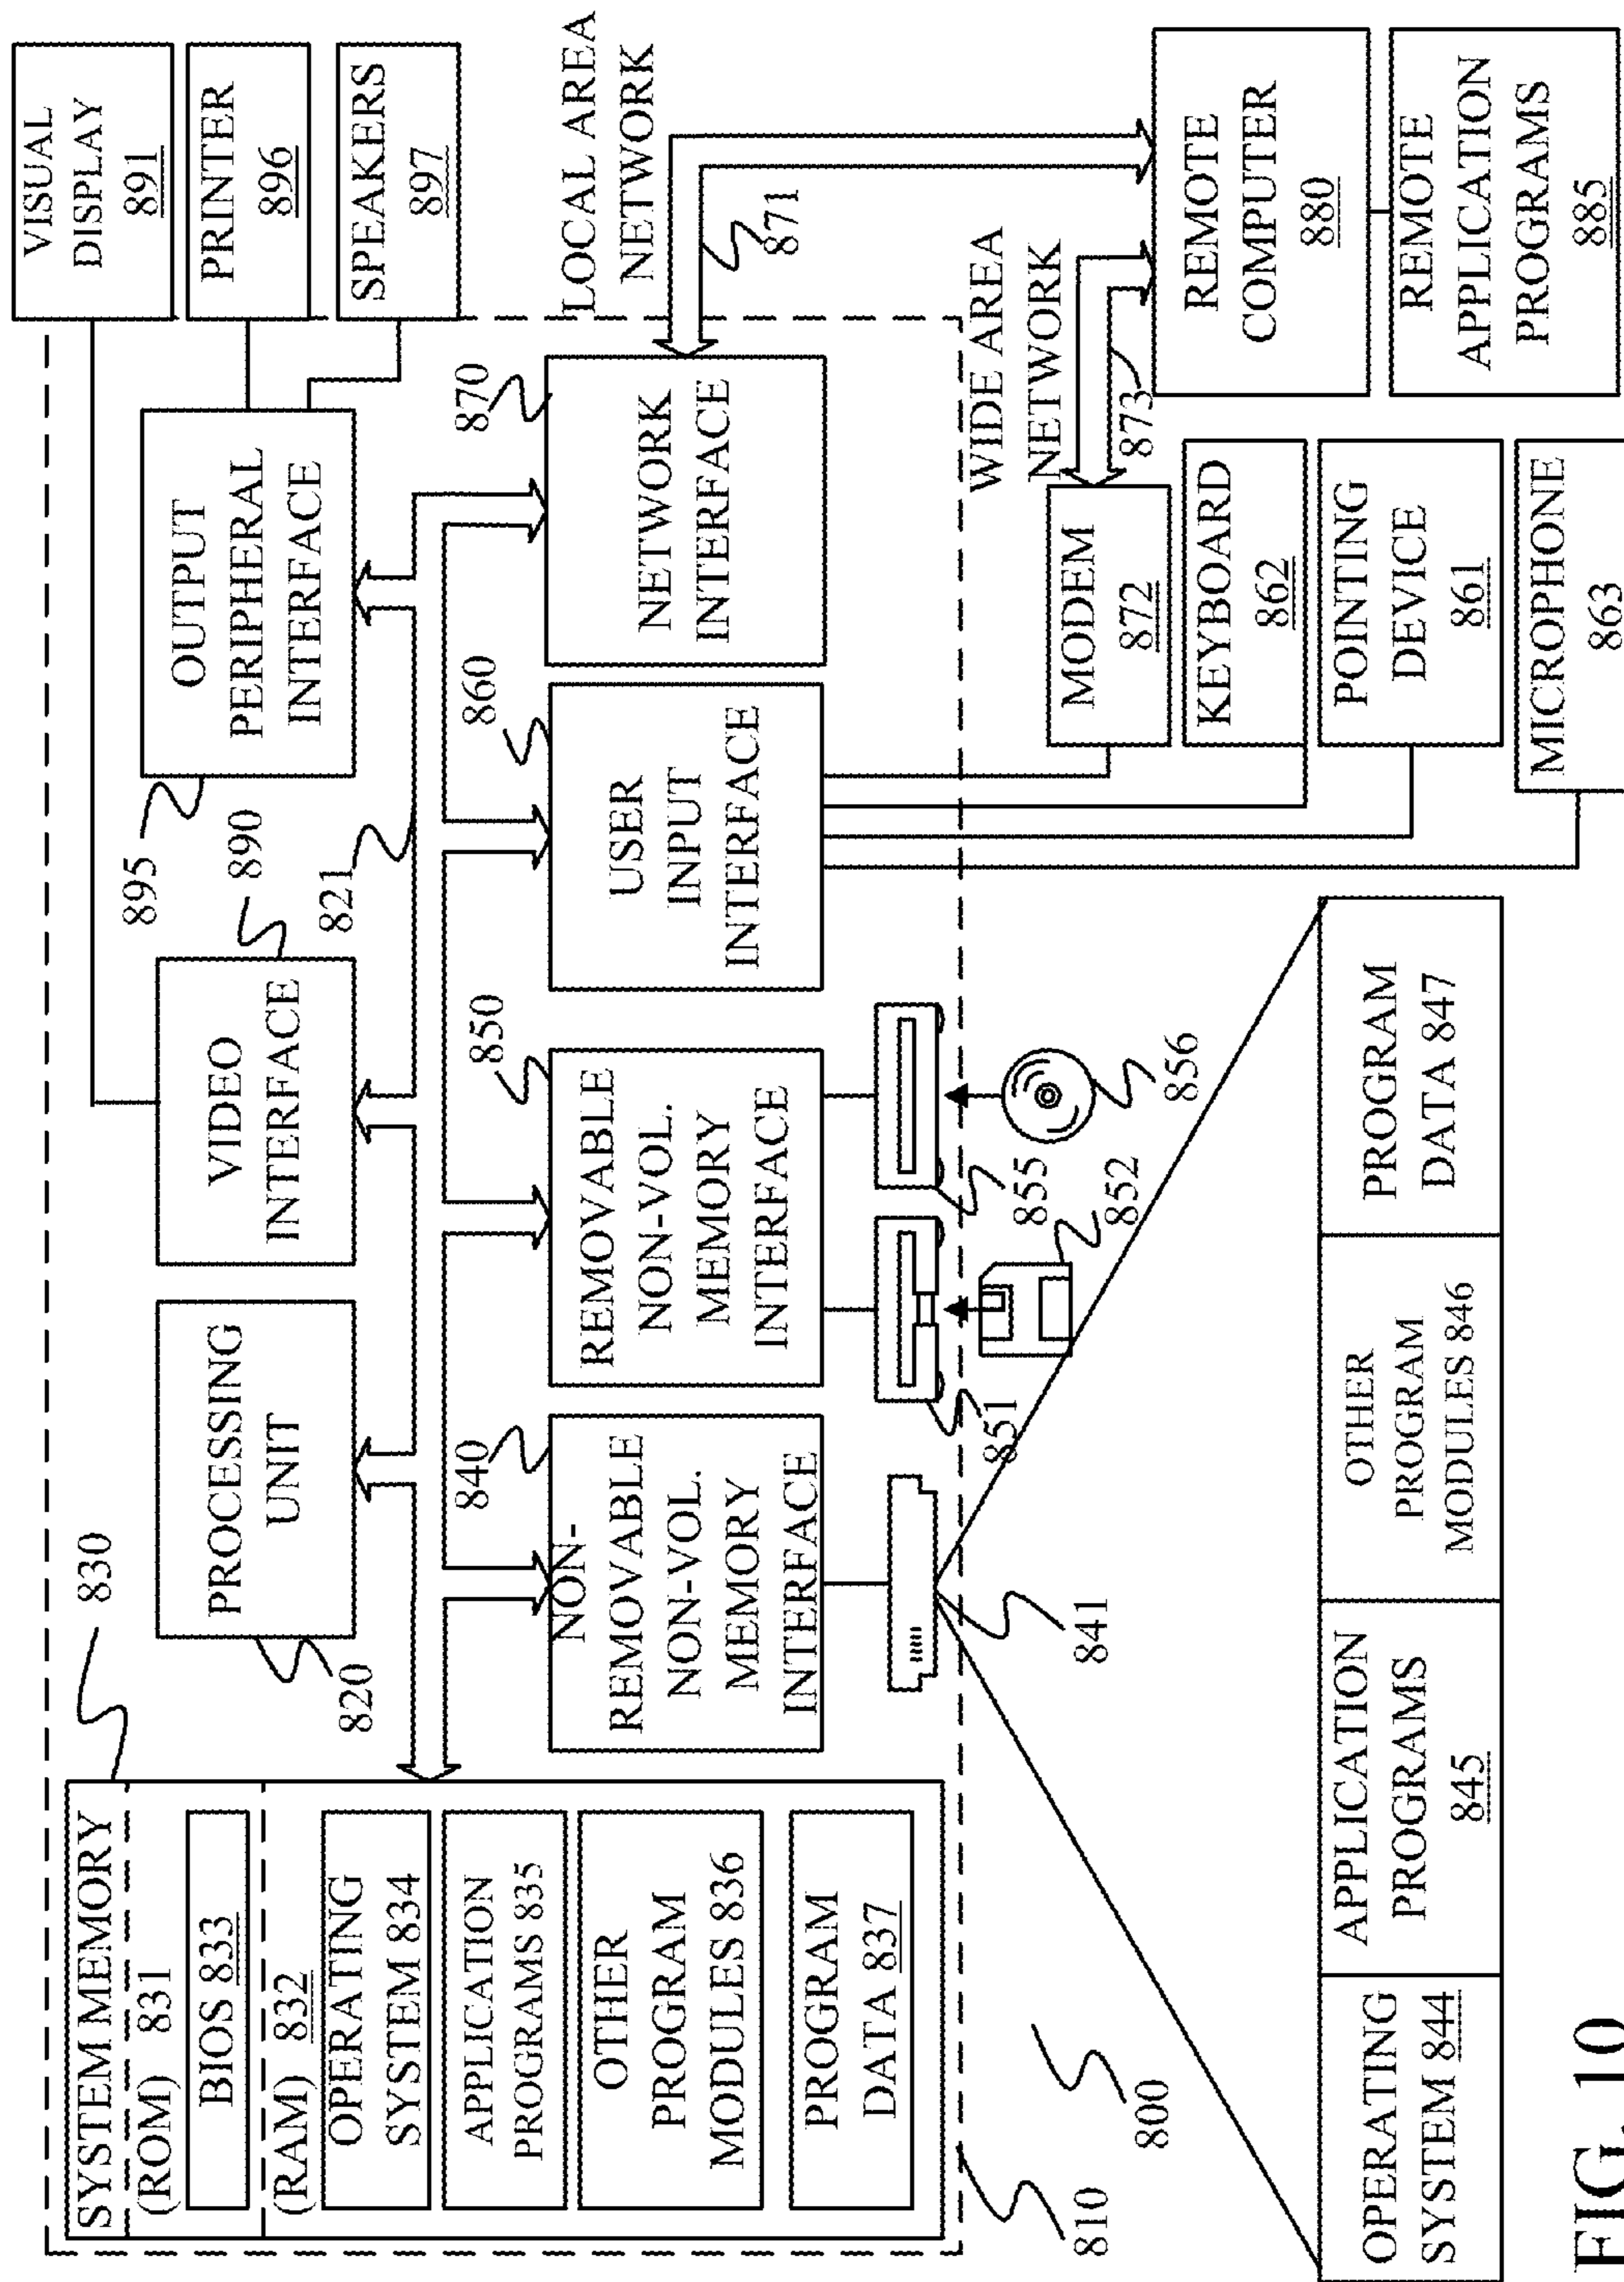 SYSTEM MEMORY
(ROM) 831
BIOS 833
(RAM) 832
OPERATING
SYSTEM 834
APPLICATION
PROGRAMS 835
OTHER
PROGRAM
MODULES 836
PROGRAM
DATA 837
830
PROCESSING
UNIT
820
VIDEO
INTERFACE
890
821
OUTPUT
PERIPHERAL
INTERFACE
895
VISUAL
DISPLAY
891
PRINTER
896
SPEAKERS
897
NON-
REMOVABLE
NON-VOL.
MEMORY
INTERFACE
840
REMOVABLE
NON-VOL.
MEMORY
INTERFACE
850
USER
INPUT
INTERFACE
860
NETWORK
INTERFACE
870
LOCAL AREA
NETWORK
871
841
851
852
855
856
WIDE AREA
NETWORK
873
MODEM
872
KEYBOARD
862
POINTING
DEVICE
861
MICROPHONE
863
REMOTE
COMPUTER
880
REMOTE
APPLICATION
PROGRAMS
885
810
800
OPERATING
SYSTEM 844
APPLICATION
PROGRAMS
845
OTHER
PROGRAM
MODULES 846
PROGRAM
DATA 847
FIG. 10